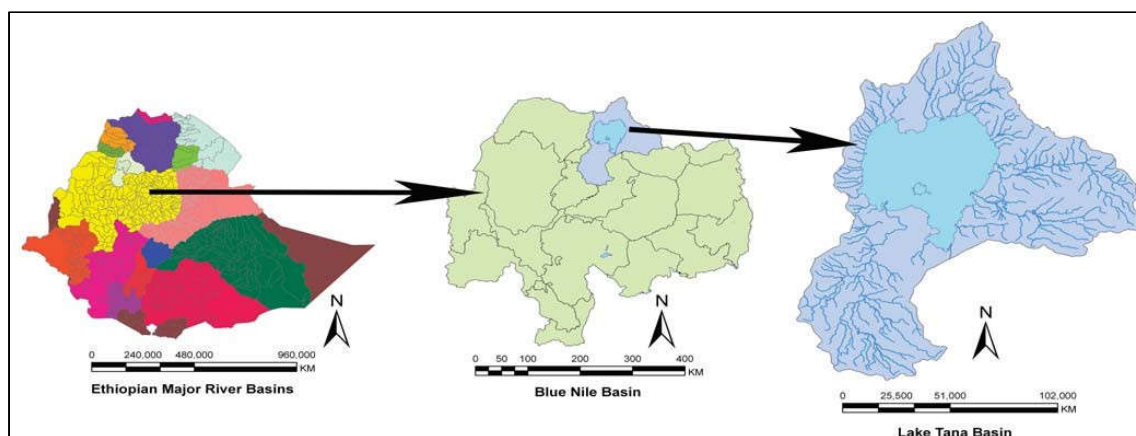 N
0 240,000 480,000 960,000
KM
Ethiopian Major River Basins
N
0 50 100 200 300 400
KM
Blue Nile Basin
N
0 25,500 51,000 102,000
KM
Lake Tana Basin